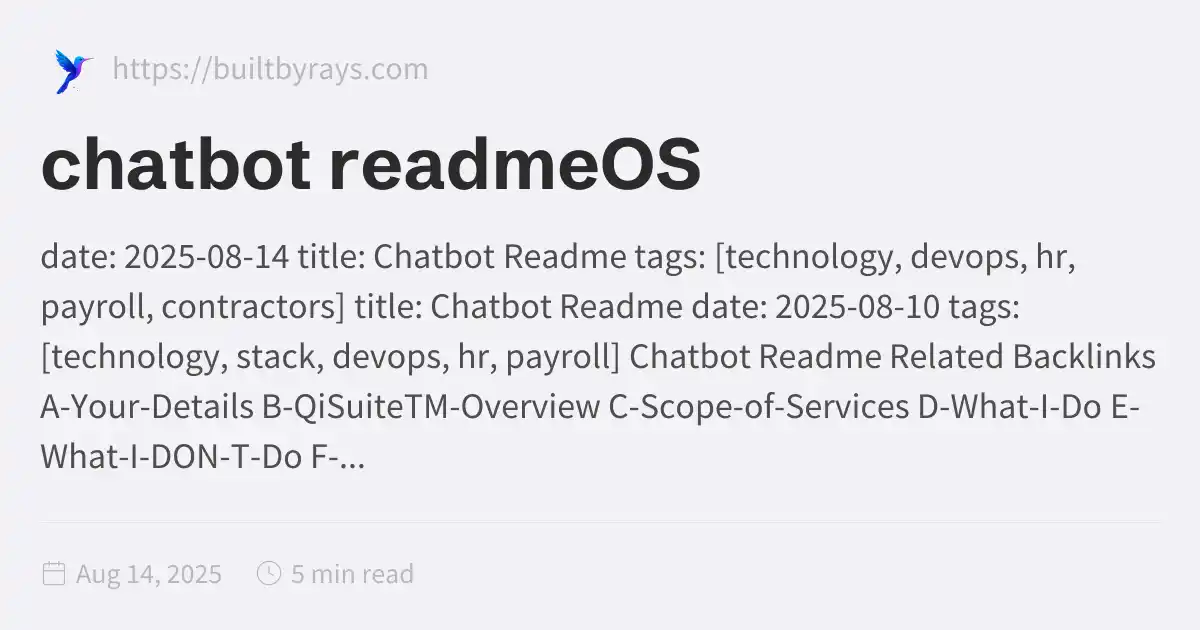 https://builtbyrays.com
chatbot readmeOS
date: 2025-08-14 title: Chatbot Readme tags: [technology, devops, hr,
payroll, contractors] title: Chatbot Readme date: 2025-08-10 tags:
[technology, stack, devops, hr, payroll] Chatbot Readme Related Backlinks
A-Your-Details B-QiSuiteTM-Overview C-Scope-of-Services D-What-I-Do E-
What-I-DON-T-Do F-...
Aug 14, 2025 5 min read